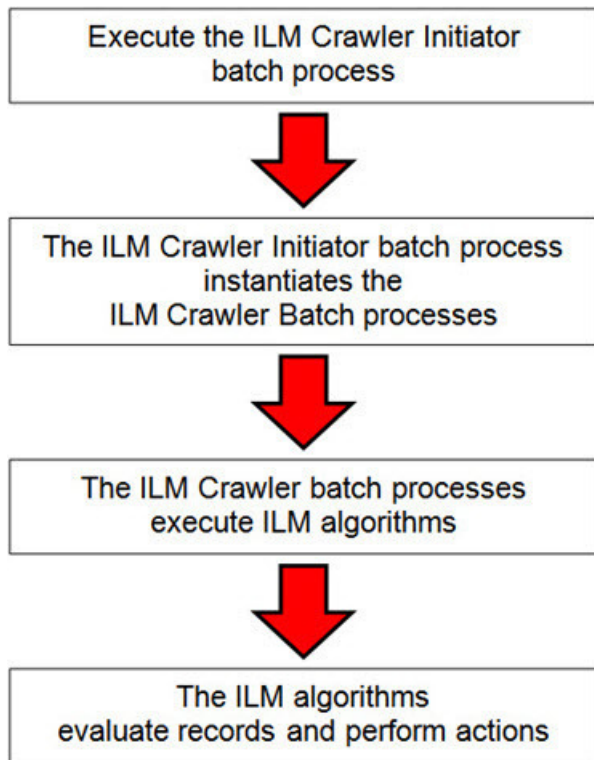 Execute the ILM Crawler Initiator
batch process
The ILM Crawler Initiator batch process
instantiates the
ILM Crawler Batch processes
The ILM Crawler batch processes
execute ILM algorithms
The ILM algorithms
evaluate records and perform actions